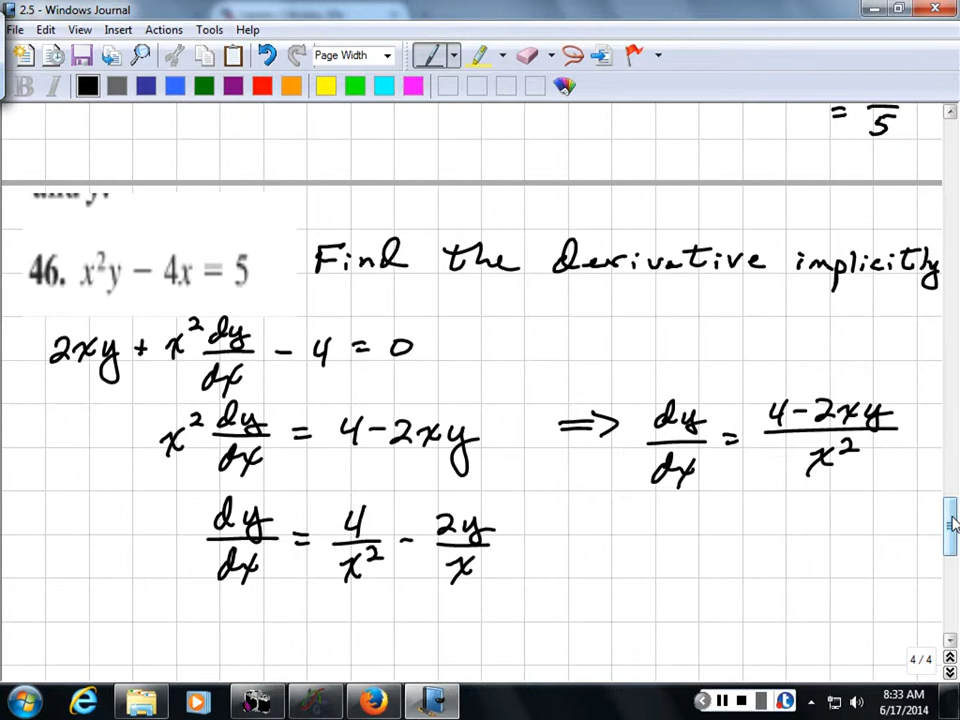 2.5 - Windows Journal
File Edit View Insert Actions Tools Help
Page Width
B I
= 5
and y.
46. x²y − 4x = 5 Find the derivative implicitly
2xy + x² dy/dx − 4 = 0
x² dy/dx = 4−2xy ⟹ dy/dx = (4−2xy)/x²
dy/dx = 4/x² − 2y/x
4 / 4
8:33 AM
6/17/2014